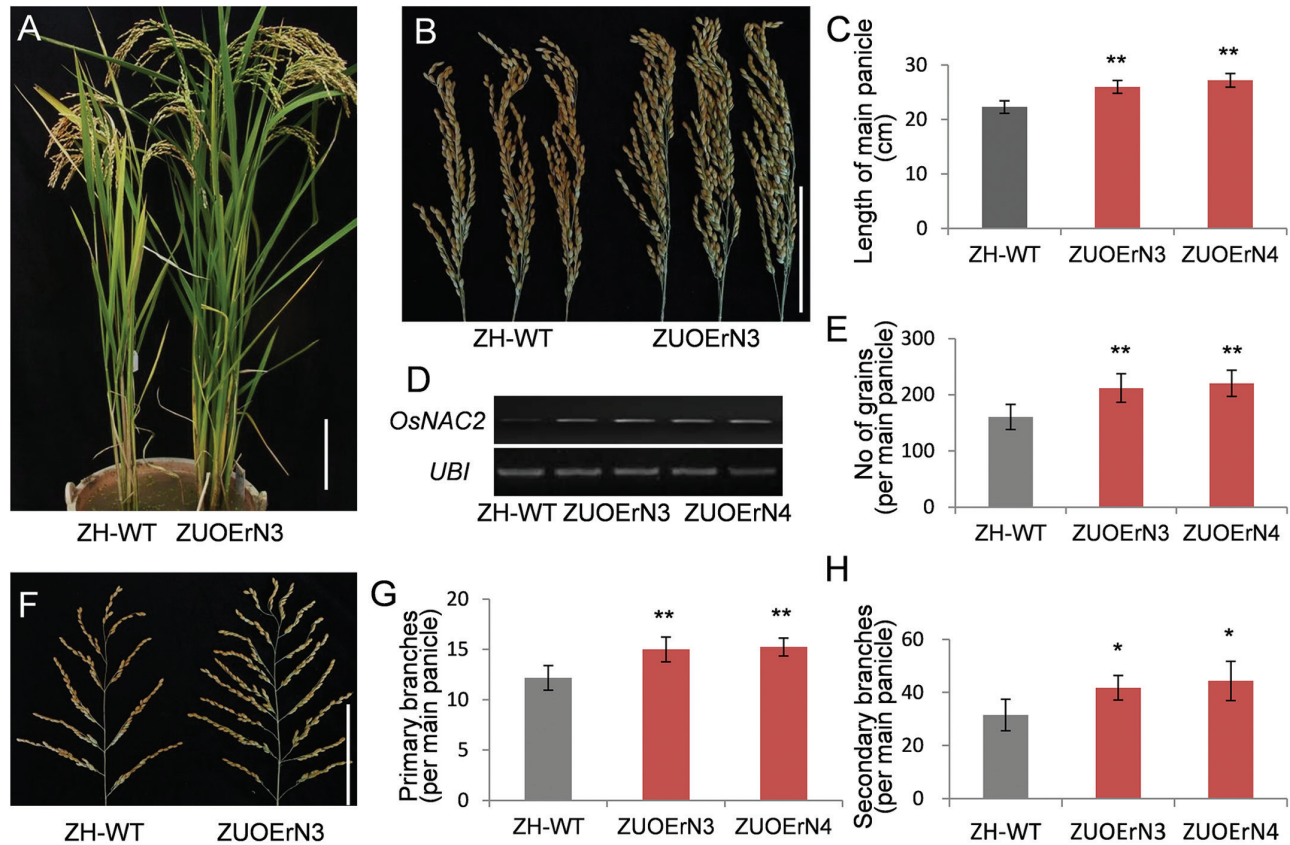 A
ZH-WT ZUOErN3
B
ZH-WT ZUOErN3
C
Length of main panicle
(cm)
30
20
10
0
ZH-WT ZUOErN3 ZUOErN4
** **
D
OsNAC2
UBI
ZH-WT ZUOErN3 ZUOErN4
E
No of grains
(per main panicle)
300
200
100
0
ZH-WT ZUOErN3 ZUOErN4
** **
F
ZH-WT ZUOErN3
G
Primary branches
(per main panicle)
20
15
10
5
0
ZH-WT ZUOErN3 ZUOErN4
** **
H
Secondary branches
(per main panicle)
60
40
20
0
ZH-WT ZUOErN3 ZUOErN4
* *